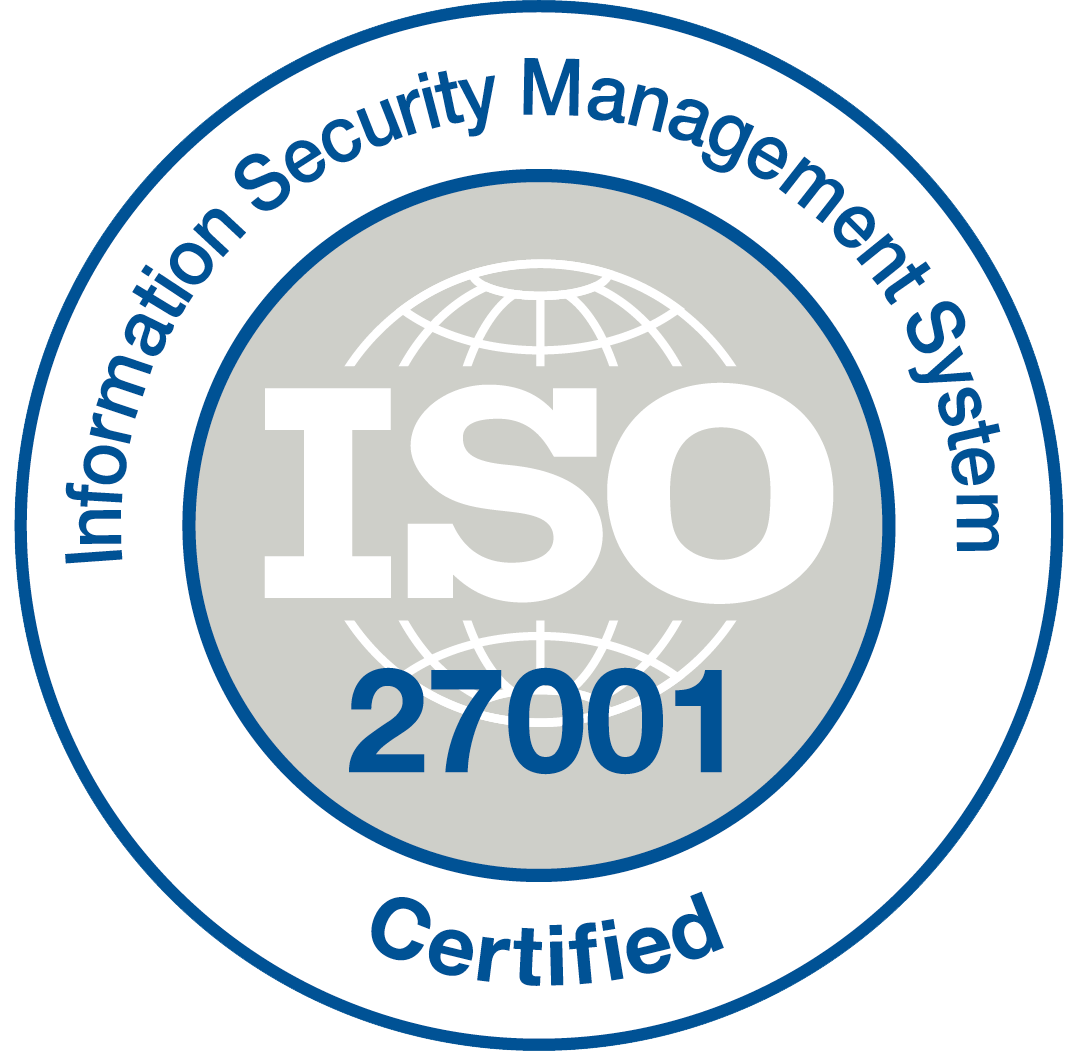 Information Security Management System
ISO
27001
Certified